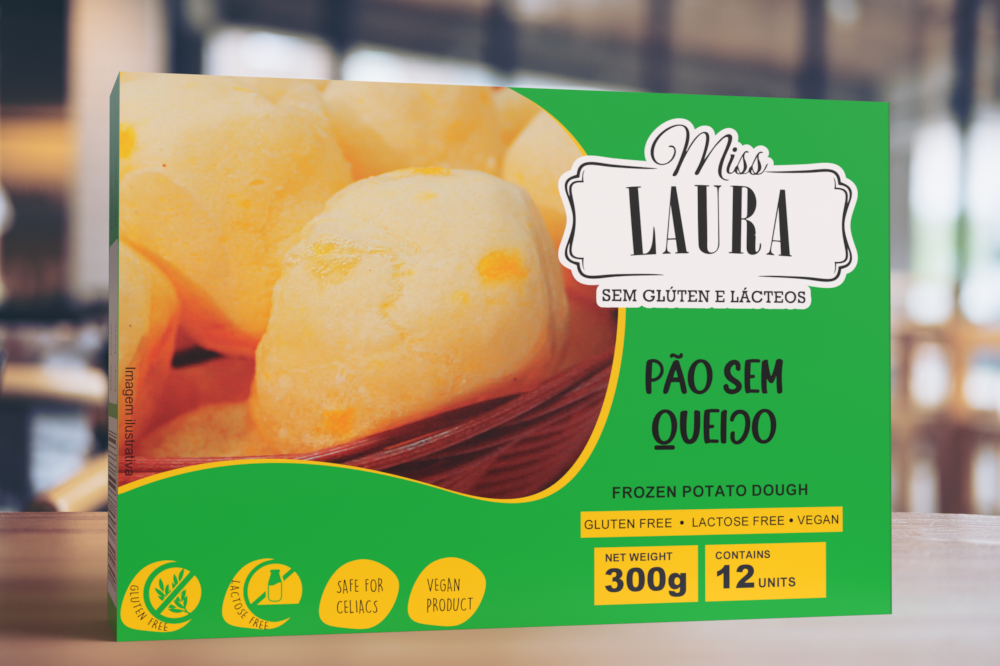 Miss
LAURA
SEM GLÚTEN E LÁCTEOS
PÃO SEM
QUEIJO
FROZEN POTATO DOUGH
GLUTEN FREE • LACTOSE FREE • VEGAN
NET WEIGHT
300g
CONTAINS
12 UNITS
Imagem ilustrativa
GLUTEN FREE
LACTOSE FREE
SAFE FOR
CELIACS
VEGAN
PRODUCT